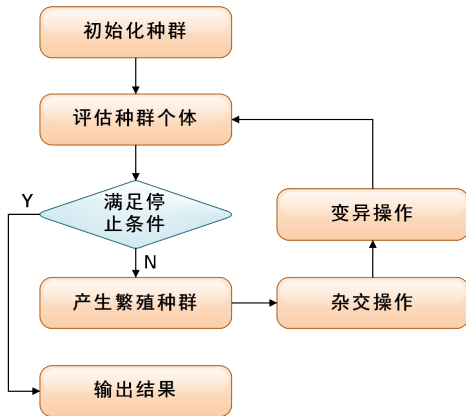 初始化种群
评估种群个体
满足停
止条件
Y
N
变异操作
产生繁殖种群
杂交操作
输出结果